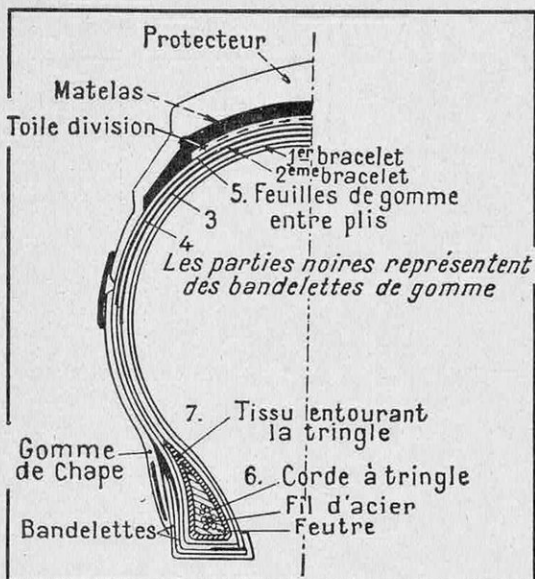 Protecteur
Matelas
Toile division
1er bracelet
2ème bracelet
5. Feuilles de gomme
entre plis
3
4
Les parties noires représentent
des bandelettes de gomme
7. Tissu entourant
la tringle
Gomme
de Chape
6. Corde à tringle
Fil d'acier
Feutre
Bandelettes